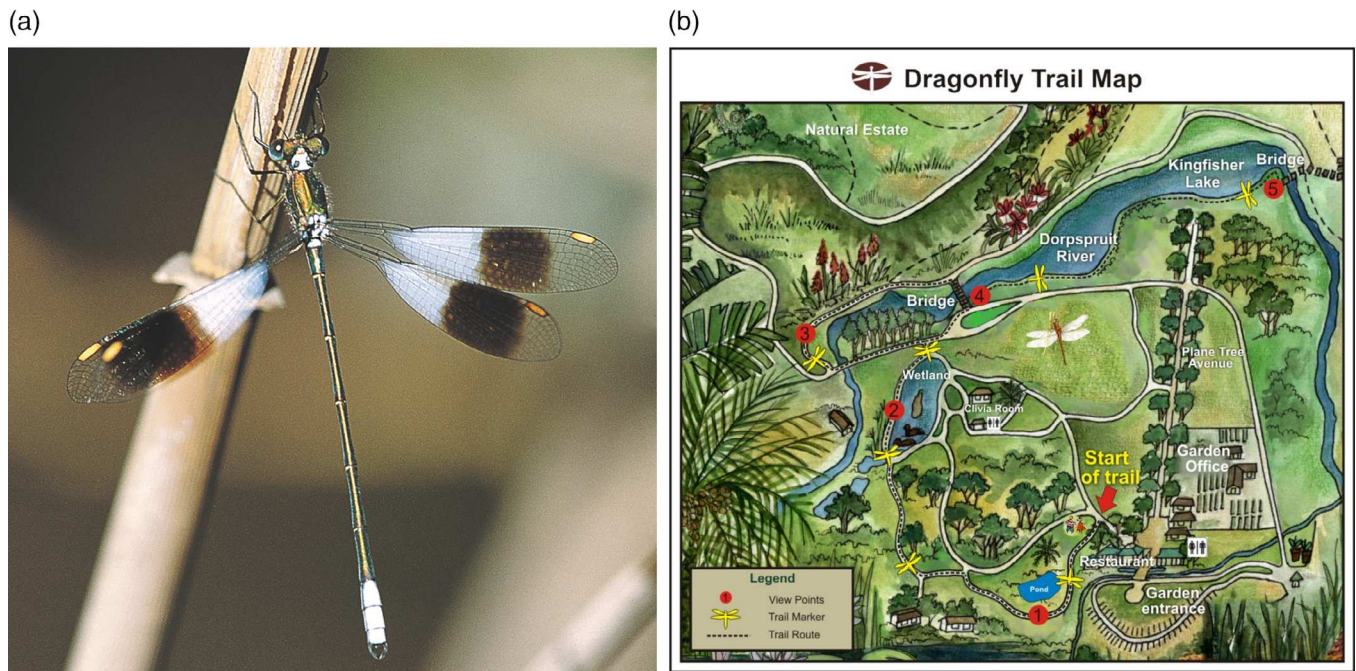 (a)
(b)
Dragonfly Trail Map
Natural Estate
Kingfisher
Lake
Bridge
5
Dorpspruit
River
Bridge
4
3
Plane Tree
Avenue
Wetland
2
Clivia Room
Start
of trail
Garden
Office
Restaurant
Pond
1
Garden
entrance
Legend
1 View Points
Trail Marker
Trail Route